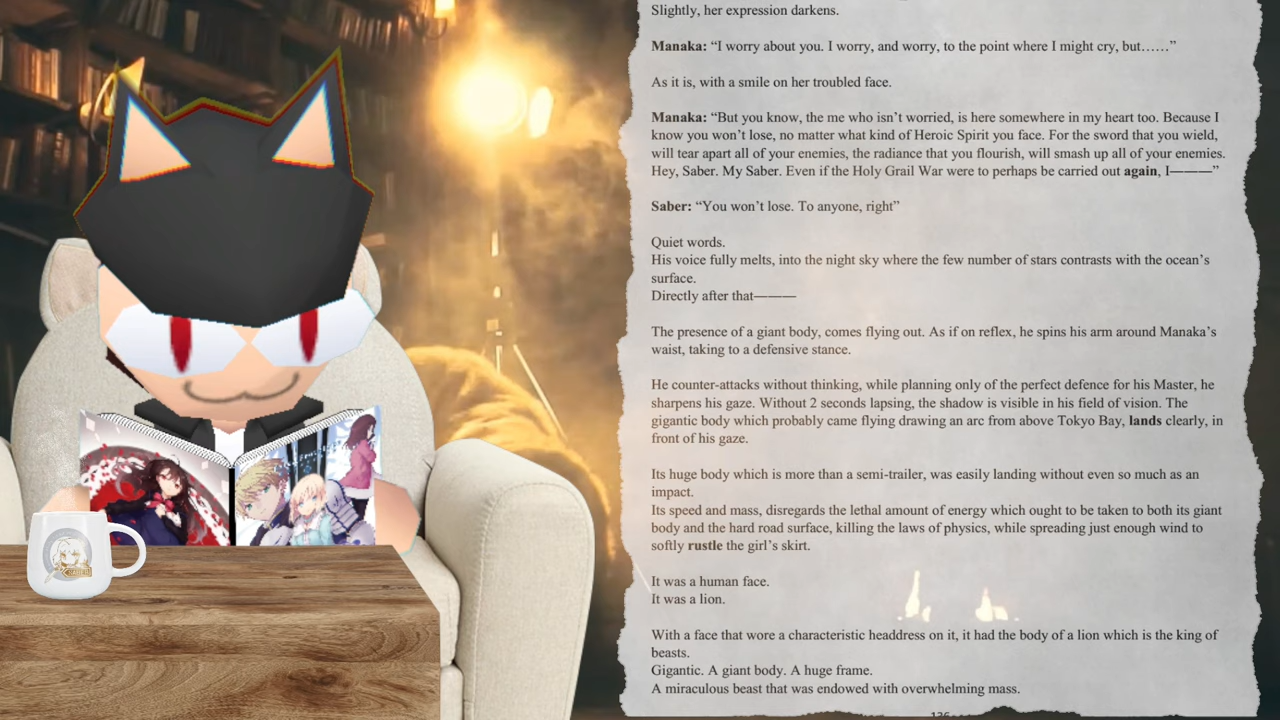 Slightly, her expression darkens.
Manaka: “I worry about you. I worry, and worry, to the point where I might cry, but……”
As it is, with a smile on her troubled face.
Manaka: “But you know, the me who isn’t worried, is here somewhere in my heart too. Because I
know you won’t lose, no matter what kind of Heroic Spirit you face. For the sword that you wield,
will tear apart all of your enemies, the radiance that you flourish, will smash up all of your enemies.
Hey, Saber. My Saber. Even if the Holy Grail War were to perhaps be carried out again, I———”
Saber: “You won’t lose. To anyone, right”
Quiet words.
His voice fully melts, into the night sky where the few number of stars contrasts with the ocean’s
surface.
Directly after that———
The presence of a giant body, comes flying out. As if on reflex, he spins his arm around Manaka’s
waist, taking to a defensive stance.
He counter-attacks without thinking, while planning only of the perfect defence for his Master, he
sharpens his gaze. Without 2 seconds lapsing, the shadow is visible in his field of vision. The
gigantic body which probably came flying drawing an arc from above Tokyo Bay, lands clearly, in
front of his gaze.
Its huge body which is more than a semi-trailer, was easily landing without even so much as an
impact.
Its speed and mass, disregards the lethal amount of energy which ought to be taken to both its giant
body and the hard road surface, killing the laws of physics, while spreading just enough wind to
softly rustle the girl’s skirt.
It was a human face.
It was a lion.
With a face that wore a characteristic headdress on it, it had the body of a lion which is the king of
beasts.
Gigantic. A giant body. A huge frame.
A miraculous beast that was endowed with overwhelming mass.